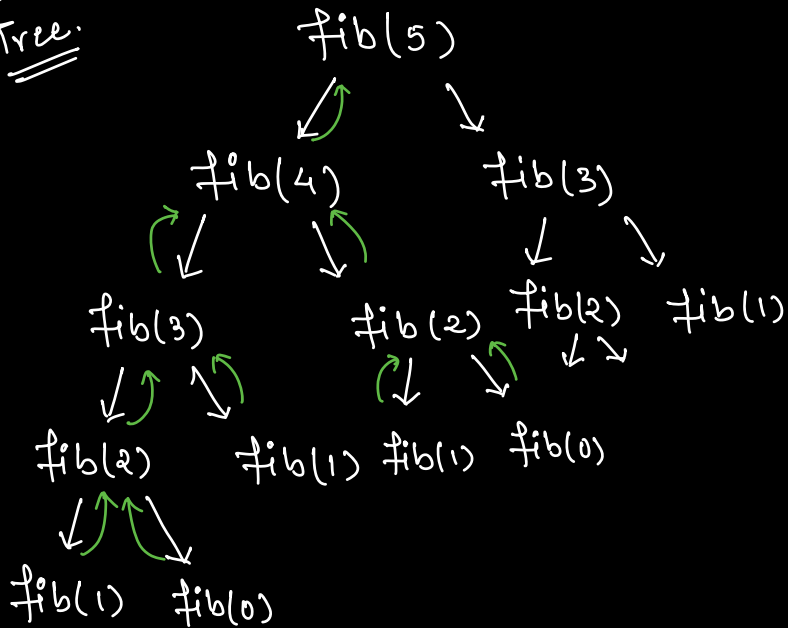 Tree.
fib(5)
fib(4) fib(3)
fib(3) fib(2) fib(2) fib(1)
fib(2) fib(1) fib(1) fib(0)
fib(1) fib(0)